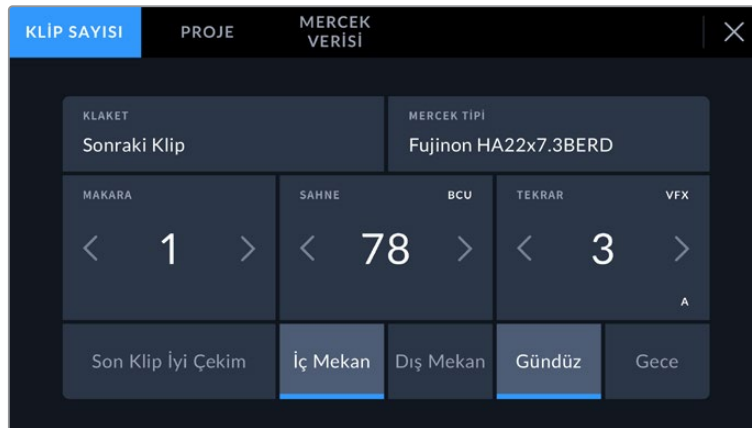 KLİP SAYISI
PROJE
MERCEK
VERİSİ
KLAKET
Sonraki Klip
MERCEK TİPİ
Fujinon HA22x7.3BERD
MAKARA
1
SAHNE
BCU
78
TEKRAR
VFX
3
A
Son Klip İyi Çekim
İç Mekan
Dış Mekan
Gündüz
Gece